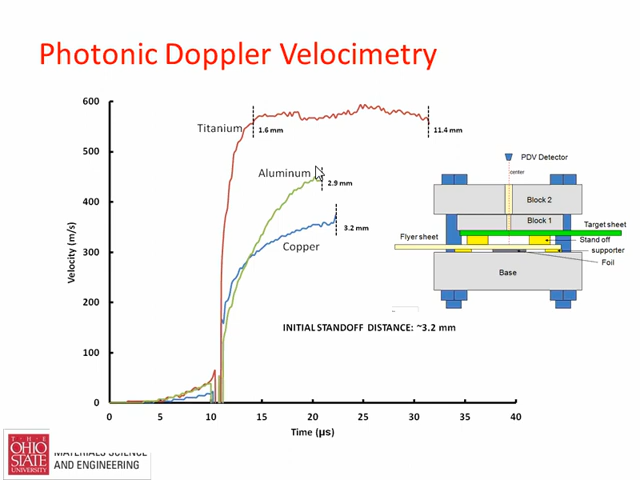 Photonic Doppler Velocimetry
600
500
400
300
200
100
0
Velocity (m/s)
0 5 10 15 20 25 30 35 40
Time (µs)
Titanium
1.6 mm
11.4 mm
Aluminum
2.9 mm
3.2 mm
Copper
INITIAL STANDOFF DISTANCE: ~3.2 mm
PDV Detector
center
Block 2
Block 1
Target sheet
Flyer sheet
Stand off
supporter
Foil
Base
T·H·E
OHIO
STATE
UNIVERSITY
MATERIALS SCIENCE
AND ENGINEERING